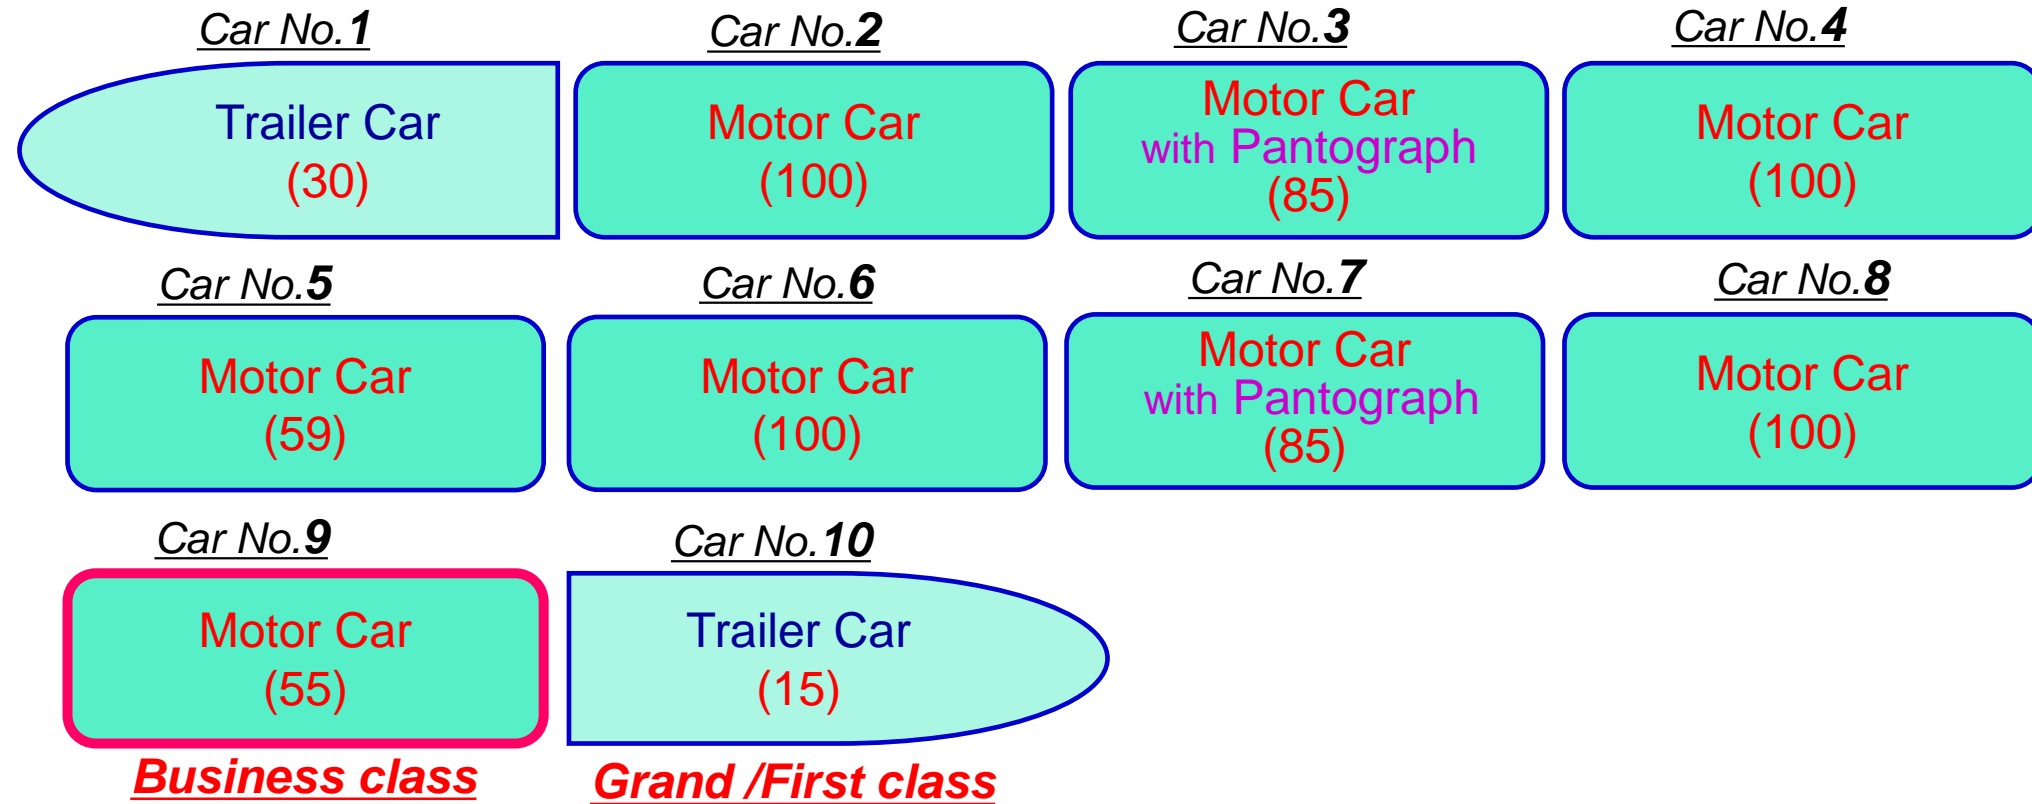 Car No.1
Car No.2
Car No.3
Car No.4
Trailer Car
(30)
Motor Car
(100)
Motor Car
with Pantograph
(85)
Motor Car
(100)
Car No.5
Car No.6
Car No.7
Car No.8
Motor Car
(59)
Motor Car
(100)
Motor Car
with Pantograph
(85)
Motor Car
(100)
Car No.9
Car No.10
Motor Car
(55)
Trailer Car
(15)
Business class
Grand /First class